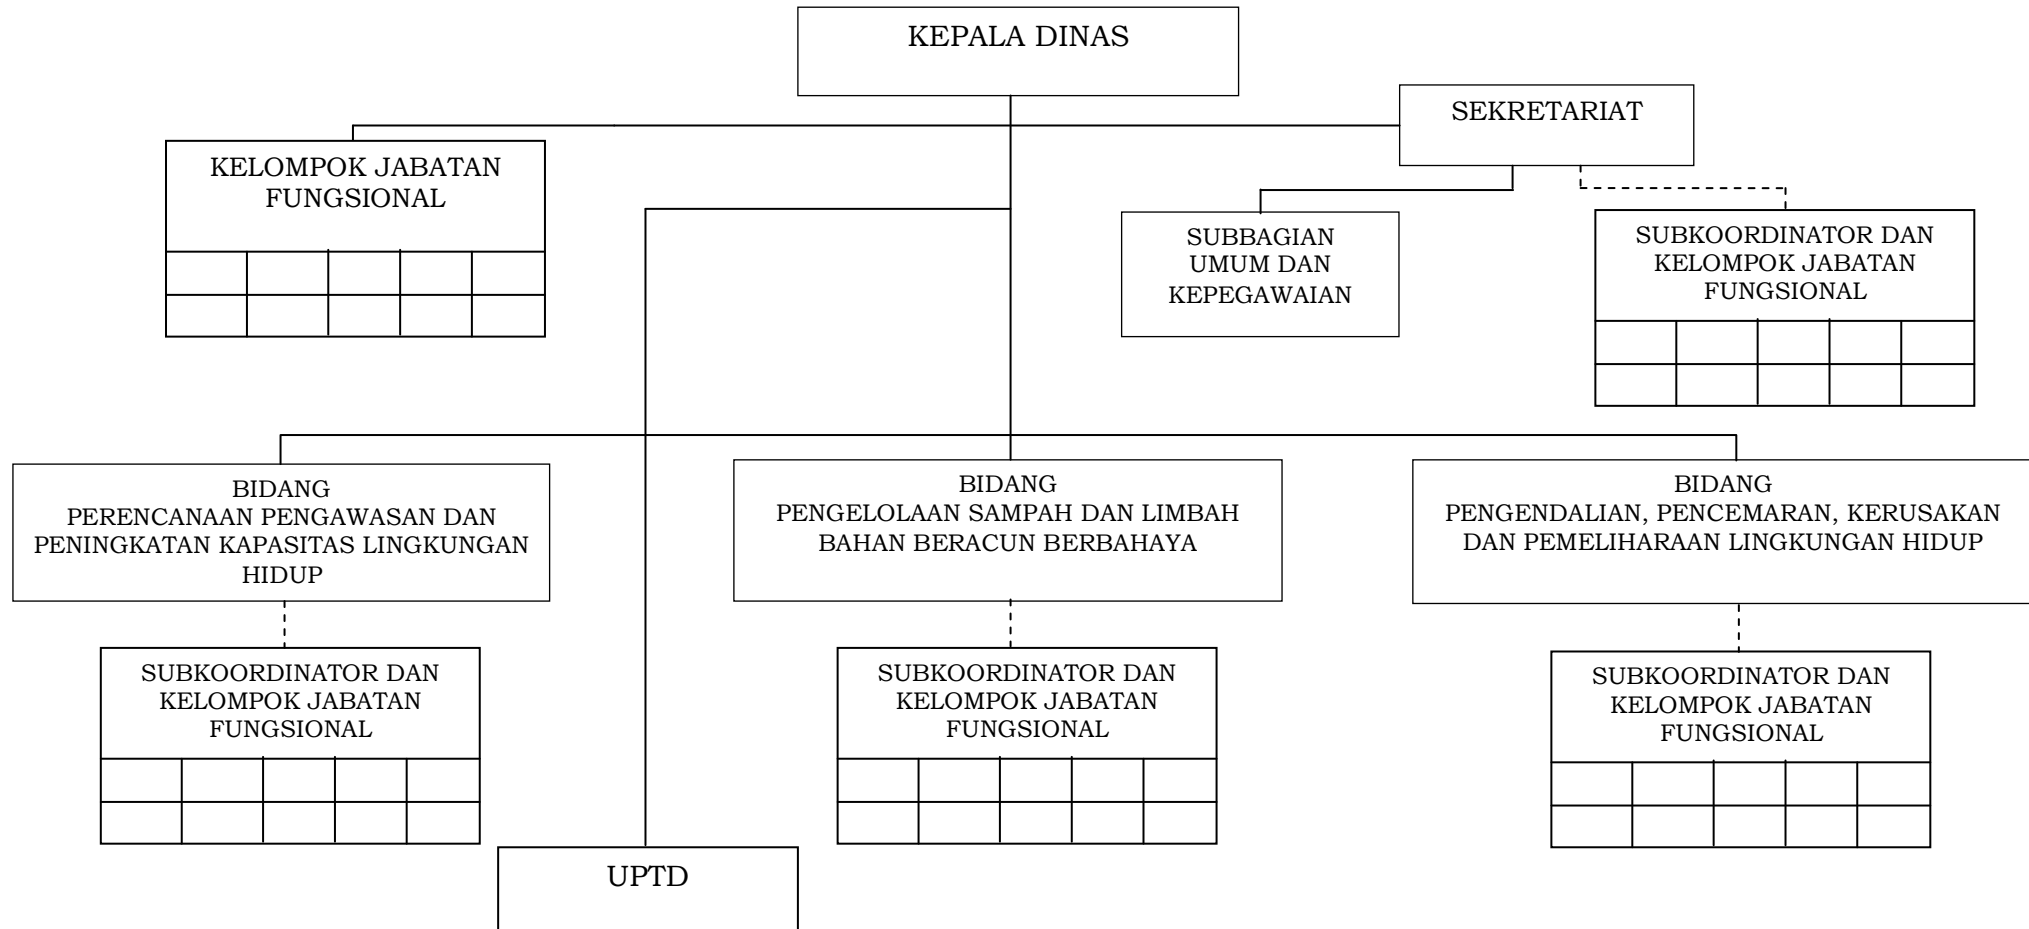 KEPALA DINAS
SEKRETARIAT
KELOMPOK JABATAN
FUNGSIONAL
SUBBAGIAN
UMUM DAN
KEPEGAWAIAN
SUBKOORDINATOR DAN
KELOMPOK JABATAN
FUNGSIONAL
BIDANG
PERENCANAAN PENGAWASAN DAN
PENINGKATAN KAPASITAS LINGKUNGAN
HIDUP
BIDANG
PENGELOLAAN SAMPAH DAN LIMBAH
BAHAN BERACUN BERBAHAYA
BIDANG
PENGENDALIAN, PENCEMARAN, KERUSAKAN
DAN PEMELIHARAAN LINGKUNGAN HIDUP
SUBKOORDINATOR DAN
KELOMPOK JABATAN
FUNGSIONAL
SUBKOORDINATOR DAN
KELOMPOK JABATAN
FUNGSIONAL
SUBKOORDINATOR DAN
KELOMPOK JABATAN
FUNGSIONAL
UPTD